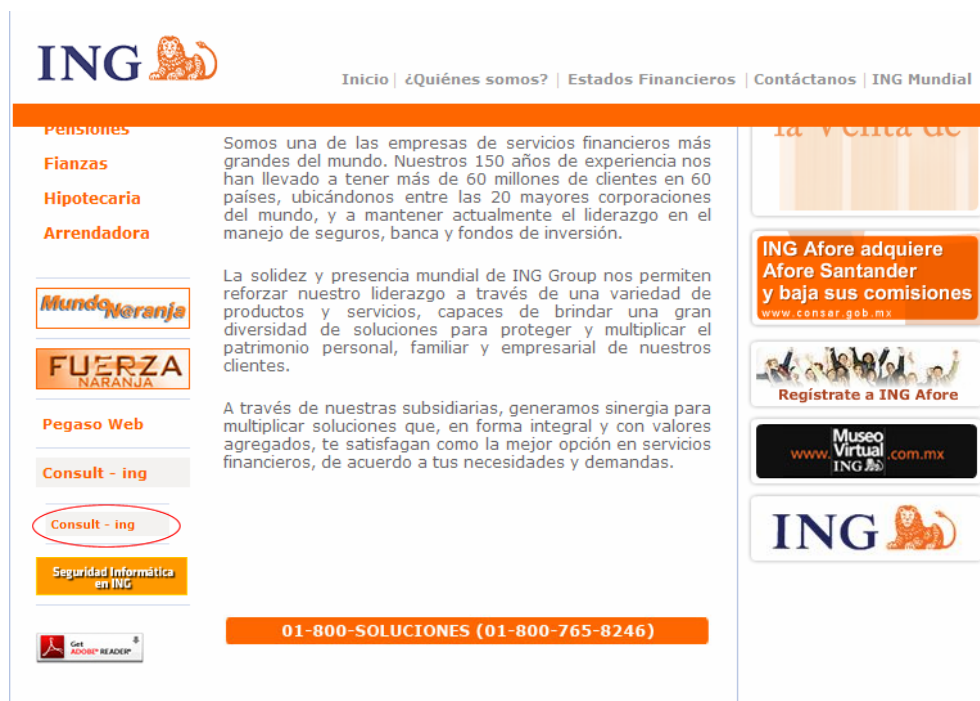 ING
Inicio | ¿Quiénes somos? | Estados Financieros | Contáctanos | ING Mundial
Pensiones
Fianzas
Hipotecaria
Arrendadora
MundoNaranja
FUERZA
NARANJA
Pegaso Web
Consult - ing
Consult - ing
Seguridad Informática
en ING
Get
ADOBE® READER®
Somos una de las empresas de servicios financieros más
grandes del mundo. Nuestros 150 años de experiencia nos
han llevado a tener más de 60 millones de clientes en 60
países, ubicándonos entre las 20 mayores corporaciones
del mundo, y a mantener actualmente el liderazgo en el
manejo de seguros, banca y fondos de inversión.
La solidez y presencia mundial de ING Group nos permiten
reforzar nuestro liderazgo a través de una variedad de
productos y servicios, capaces de brindar una gran
diversidad de soluciones para proteger y multiplicar el
patrimonio personal, familiar y empresarial de nuestros
clientes.
A través de nuestras subsidiarias, generamos sinergia para
multiplicar soluciones que, en forma integral y con valores
agregados, te satisfagan como la mejor opción en servicios
financieros, de acuerdo a tus necesidades y demandas.
01-800-SOLUCIONES (01-800-765-8246)
la Venta de
ING Afore adquiere
Afore Santander
y baja sus comisiones
www.consar.gob.mx
Regístrate a ING Afore
www.Museo Virtual.com.mx
ING
ING